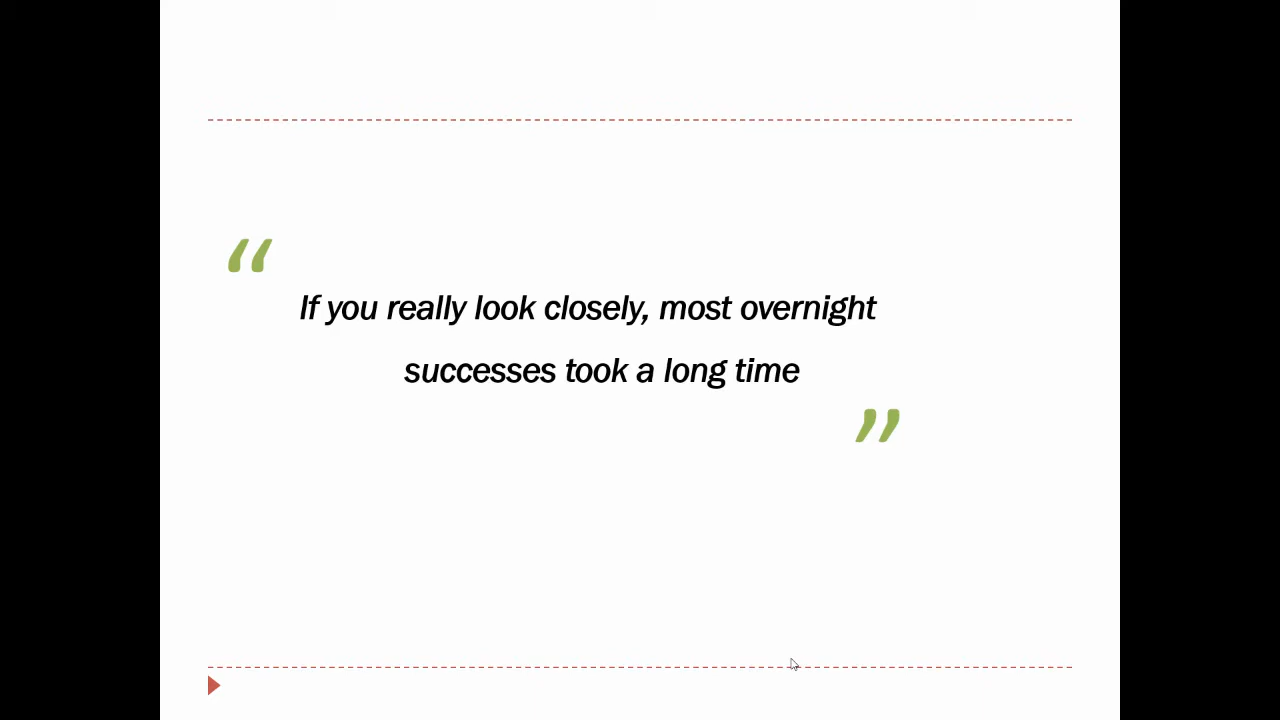 “
If you really look closely, most overnight
successes took a long time
”